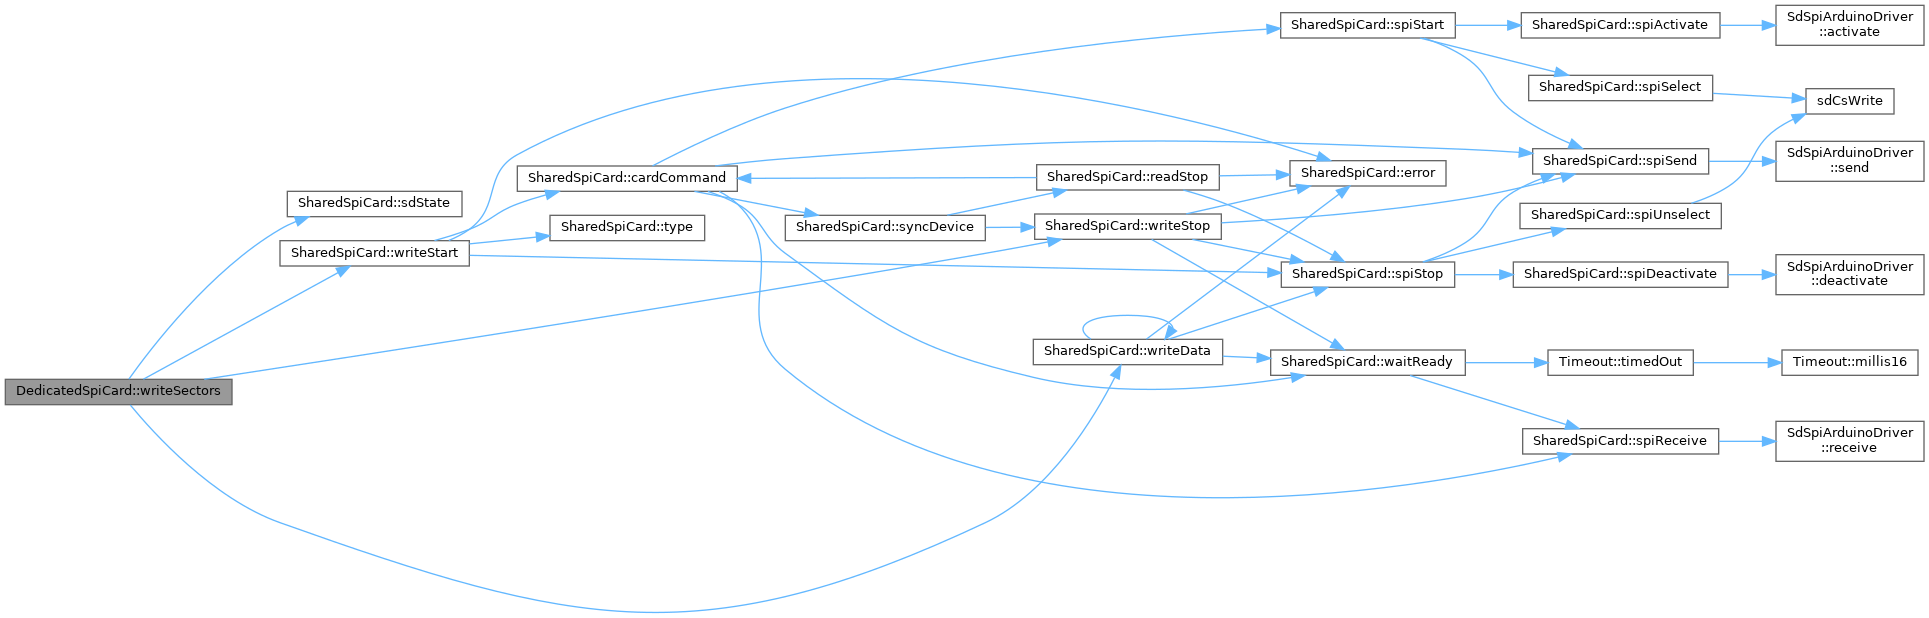 DedicatedSpiCard::writeSectors
SharedSpiCard::sdState
SharedSpiCard::writeStart
SharedSpiCard::cardCommand
SharedSpiCard::type
SharedSpiCard::syncDevice
SharedSpiCard::readStop
SharedSpiCard::writeStop
SharedSpiCard::writeData
SharedSpiCard::spiStart
SharedSpiCard::error
SharedSpiCard::spiStop
SharedSpiCard::waitReady
SharedSpiCard::spiActivate
SharedSpiCard::spiSelect
SharedSpiCard::spiSend
SharedSpiCard::spiUnselect
SharedSpiCard::spiDeactivate
Timeout::timedOut
SharedSpiCard::spiReceive
SdSpiArduinoDriver
::activate
sdCsWrite
SdSpiArduinoDriver
::send
SdSpiArduinoDriver
::deactivate
Timeout::millis16
SdSpiArduinoDriver
::receive